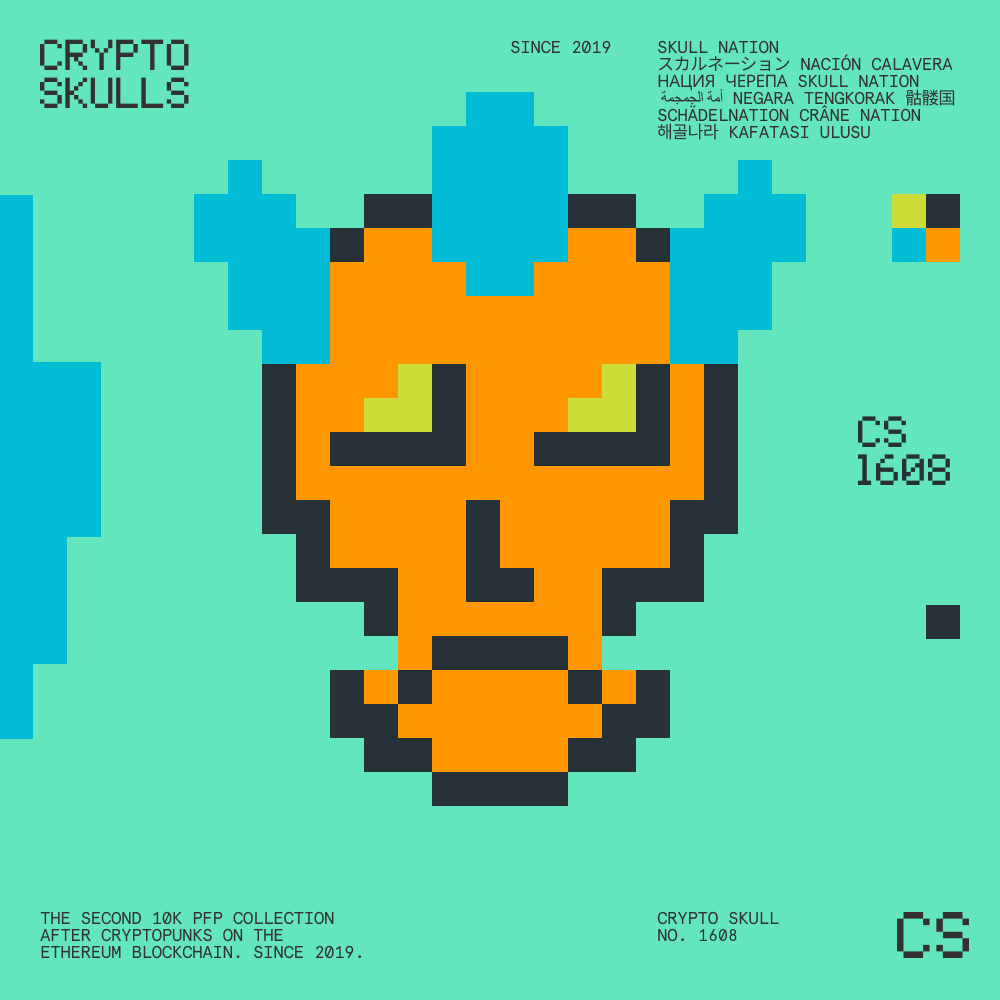 CRYPTO
SKULLS
SINCE 2019
SKULL NATION
スカルネーション NACIÓN CALAVERA
НАЦИЯ ЧЕРЕПА SKULL NATION
أمة الجمجمة NEGARA TENGKORAK 骷髅国
SCHÄDELNATION CRÂNE NATION
해골나라 KAFATASI ULUSU
CS
1608
THE SECOND 10K PFP COLLECTION
AFTER CRYPTOPUNKS ON THE
ETHEREUM BLOCKCHAIN. SINCE 2019.
CRYPTO SKULL
NO. 1608
CS